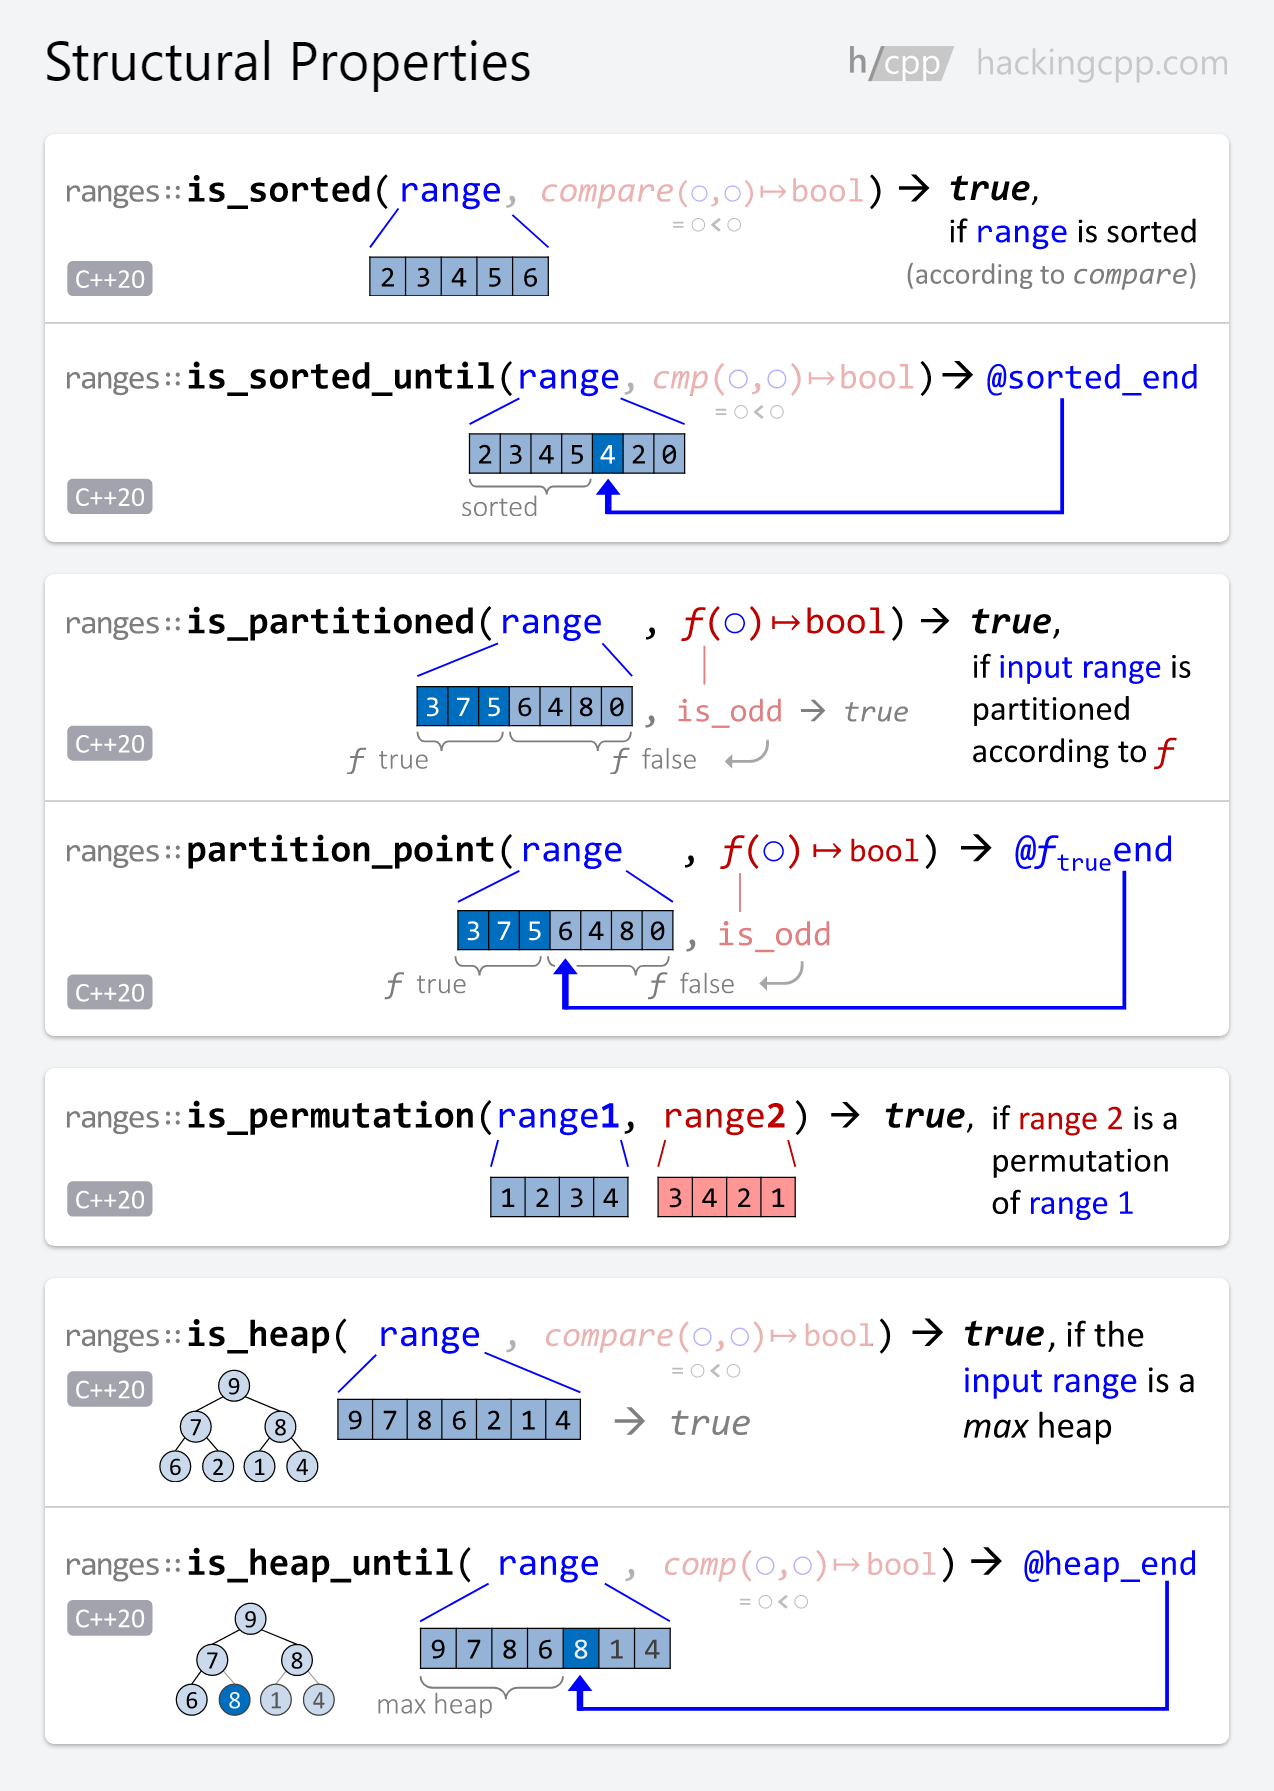 Structural Properties
h/cpp hackingcpp.com
ranges::is_sorted( range, compare(○,○)↦bool) → true,
= ○<○
if range is sorted
(according to compare)
C++20
2 3 4 5 6
ranges::is_sorted_until(range, cmp(○,○)↦bool) → @sorted_end
= ○<○
2 3 4 5 4 2 0
C++20
sorted
ranges::is_partitioned(range , f(○)↦bool) → true,
if input range is
partitioned
according to f
3 7 5 6 4 8 0 , is_odd → true
C++20
f true f false
ranges::partition_point(range , f(○)↦bool) → @f true end
3 7 5 6 4 8 0 , is_odd
C++20
f true f false
ranges::is_permutation(range1, range2) → true, if range 2 is a
permutation
of range 1
C++20
1 2 3 4 3 4 2 1
ranges::is_heap( range , compare(○,○)↦bool) → true, if the
= ○<○
input range is a
max heap
C++20
9
7 8
6 2 1 4
9 7 8 6 2 1 4 → true
ranges::is_heap_until( range , comp(○,○)↦bool) → @heap_end
= ○<○
C++20
9
7 8
6 8 1 4
9 7 8 6 8 1 4
max heap